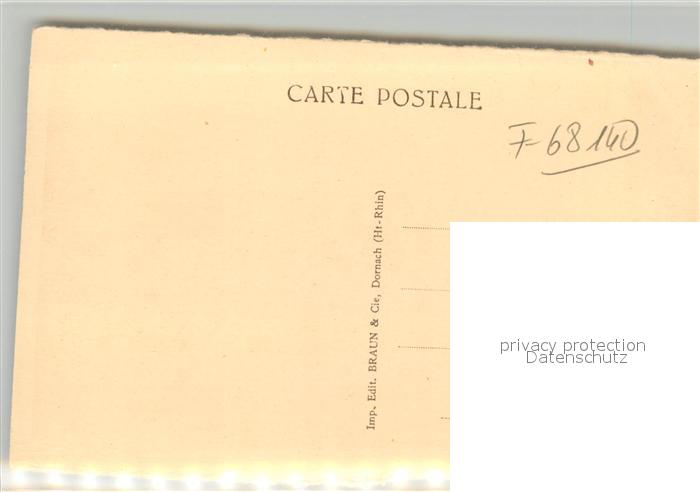 CARTE POSTALE
F 68140
Imp. Edit. BRAUN & Cie, Dornach (Ht-Rhin)
privacy protection
Datenschutz